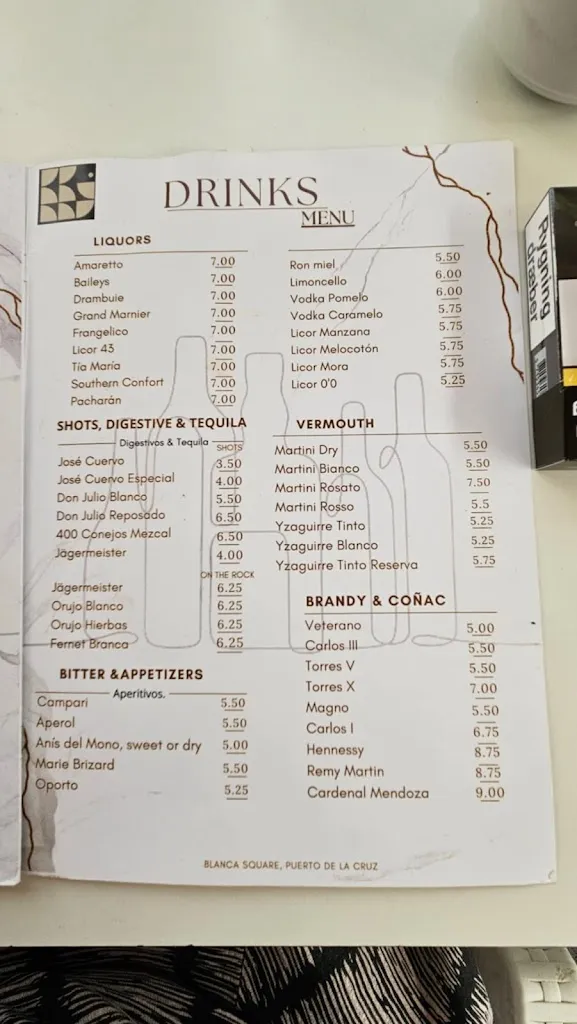 DRINKS
MENU
LIQUORS
Amaretto 7.00
Baileys 7.00
Drambuie 7.00
Grand Marnier 7.00
Frangelico 7.00
Licor 43 7.00
Tía María 7.00
Southern Confort 7.00
Pacharán 7.00
Ron miel 5.50
Limoncello 6.00
Vodka Pomelo 6.00
Vodka Caramelo 5.75
Licor Manzana 5.75
Licor Melocotón 5.75
Licor Mora 5.75
Licor 0'0 5.25
SHOTS, DIGESTIVE & TEQUILA
Digestivos & Tequila
SHOTS
José Cuervo 3.50
José Cuervo Especial 4.00
Don Julio Blanco 5.50
Don Julio Reposado 6.50
400 Conejos Mezcal 6.50
Jägermeister 4.00
ON THE ROCK
Jägermeister 6.25
Orujo Blanco 6.25
Orujo Hierbas 6.25
Fernet Branca 6.25
BITTER &APPETIZERS
Aperitivos.
Campari 5.50
Aperol 5.50
Anís del Mono, sweet or dry 5.00
Marie Brizard 5.50
Oporto 5.25
VERMOUTH
Martini Dry 5.50
Martini Bianco 5.50
Martini Rosato 7.50
Martini Rosso 5.5
Yzaguirre Tinto 5.25
Yzaguirre Blanco 5.25
Yzaguirre Tinto Reserva 5.75
BRANDY & COÑAC
Veterano 5.00
Carlos III 5.50
Torres V 5.50
Torres X 7.00
Magno 5.50
Carlos I 6.75
Hennessy 8.75
Remy Martin 8.75
Cardenal Mendoza 9.00
BLANCA SQUARE, PUERTO DE LA CRUZ
Rygning
dræber